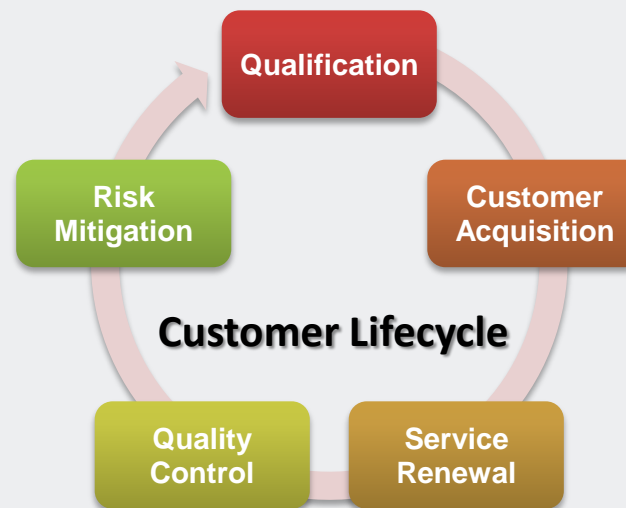 Qualification
Customer
Acquisition
Service
Renewal
Quality
Control
Risk
Mitigation
Customer Lifecycle